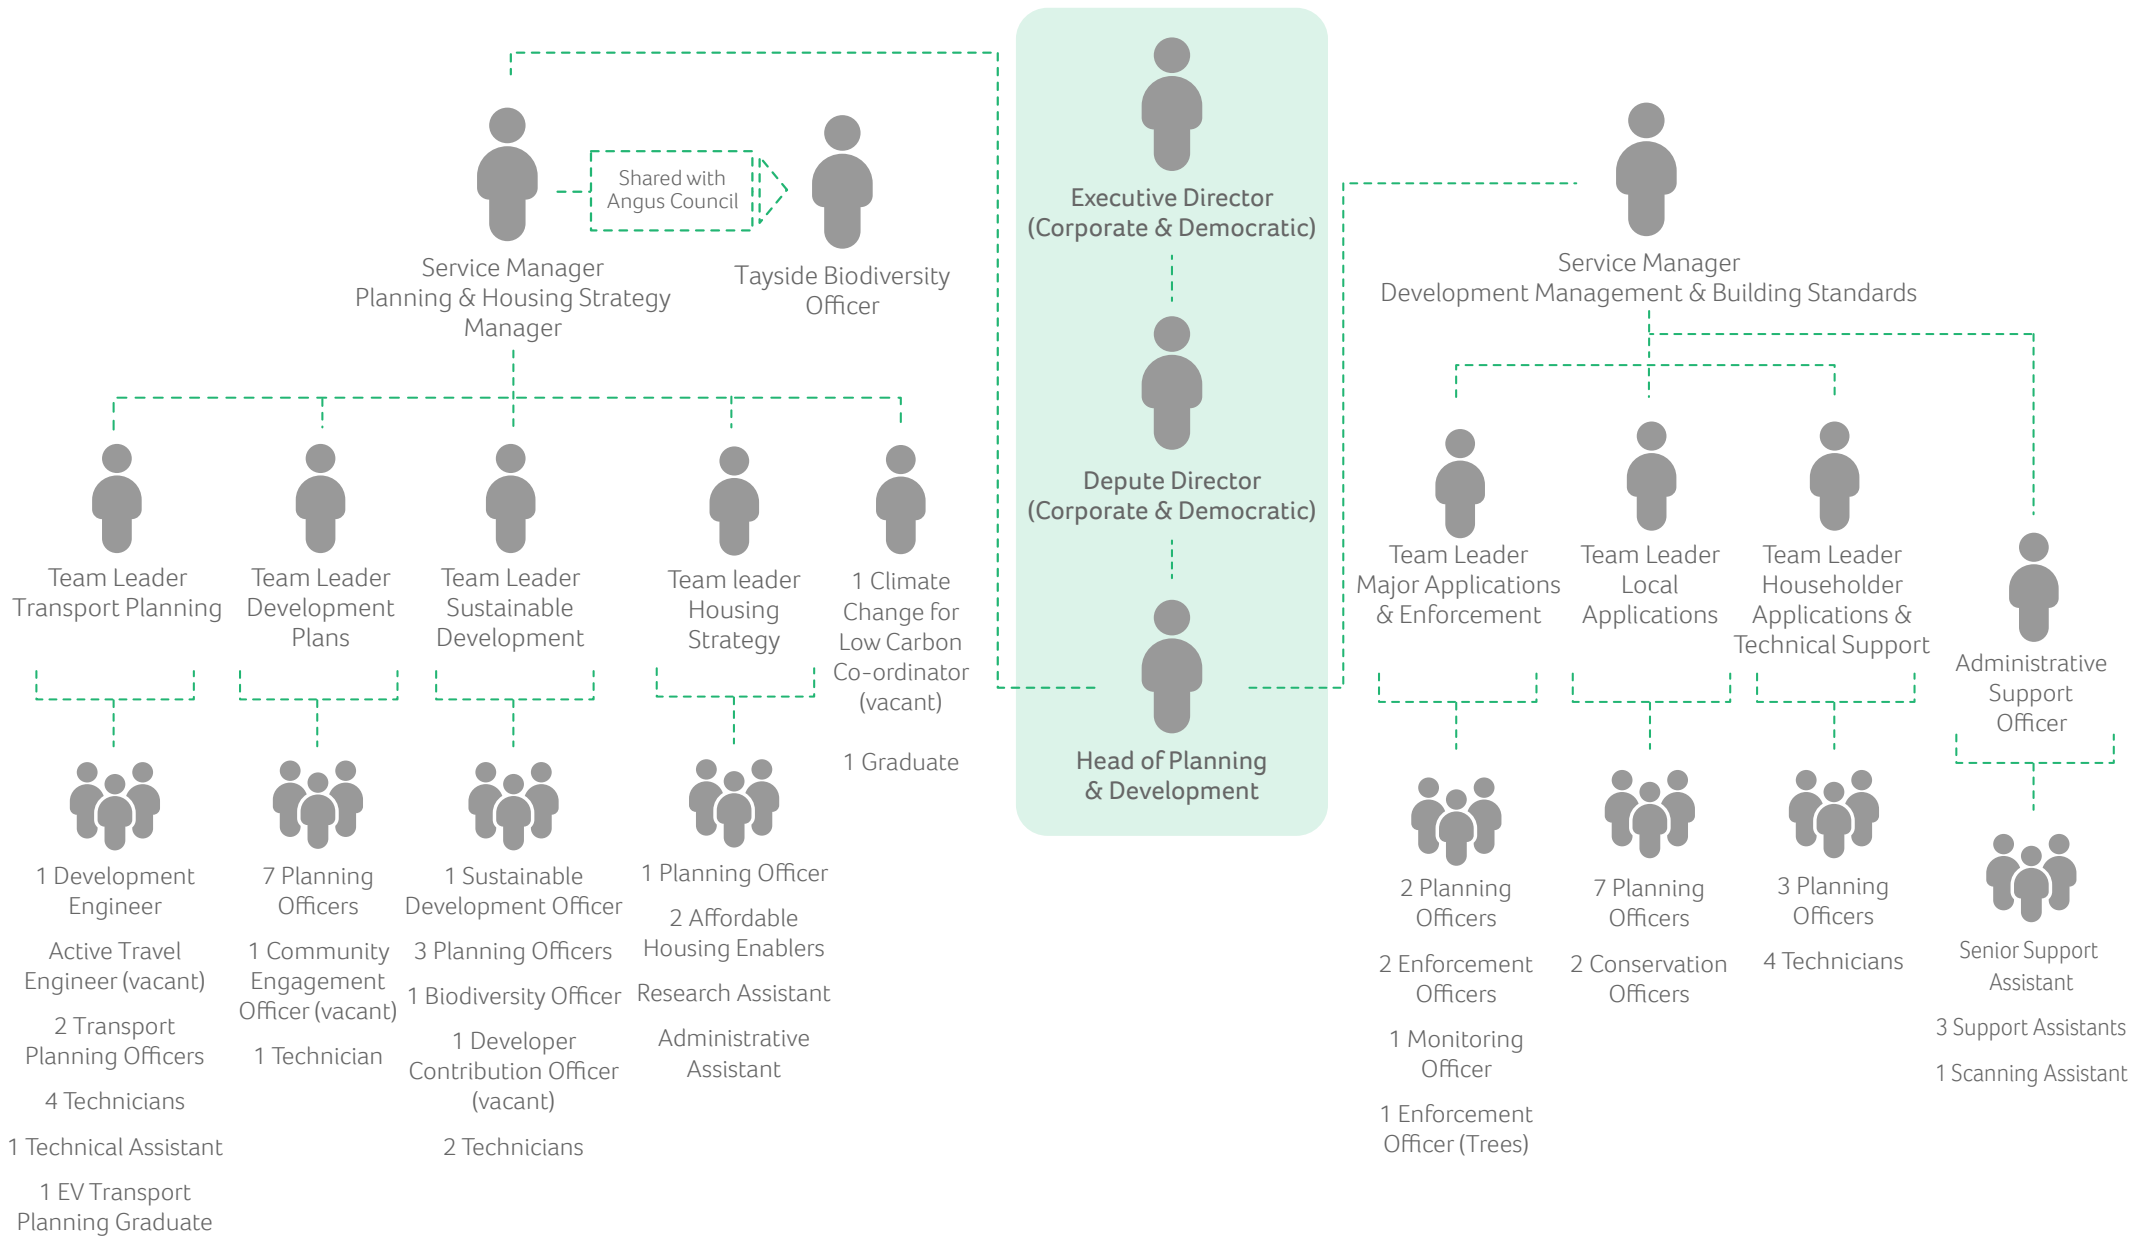 Executive Director
(Corporate & Democratic)
Depute Director
(Corporate & Democratic)
Head of Planning
& Development
Service Manager
Planning & Housing Strategy
Manager
Shared with
Angus Council
Tayside Biodiversity
Officer
Team Leader
Transport Planning
1 Development
Engineer
Active Travel
Engineer (vacant)
2 Transport
Planning Officers
4 Technicians
1 Technical Assistant
1 EV Transport
Planning Graduate
Team Leader
Development
Plans
7 Planning
Officers
1 Community
Engagement
Officer (vacant)
1 Technician
Team Leader
Sustainable
Development
1 Sustainable
Development Officer
3 Planning Officers
1 Biodiversity Officer
1 Developer
Contribution Officer
(vacant)
2 Technicians
Team leader
Housing
Strategy
1 Planning Officer
2 Affordable
Housing Enablers
Research Assistant
Administrative
Assistant
1 Climate
Change for
Low Carbon
Co-ordinator
(vacant)
1 Graduate
Service Manager
Development Management & Building Standards
Team Leader
Major Applications
& Enforcement
2 Planning
Officers
2 Enforcement
Officers
1 Monitoring
Officer
1 Enforcement
Officer (Trees)
Team Leader
Local
Applications
7 Planning
Officers
2 Conservation
Officers
Team Leader
Householder
Applications &
Technical Support
3 Planning
Officers
4 Technicians
Administrative
Support
Officer
Senior Support
Assistant
3 Support Assistants
1 Scanning Assistant